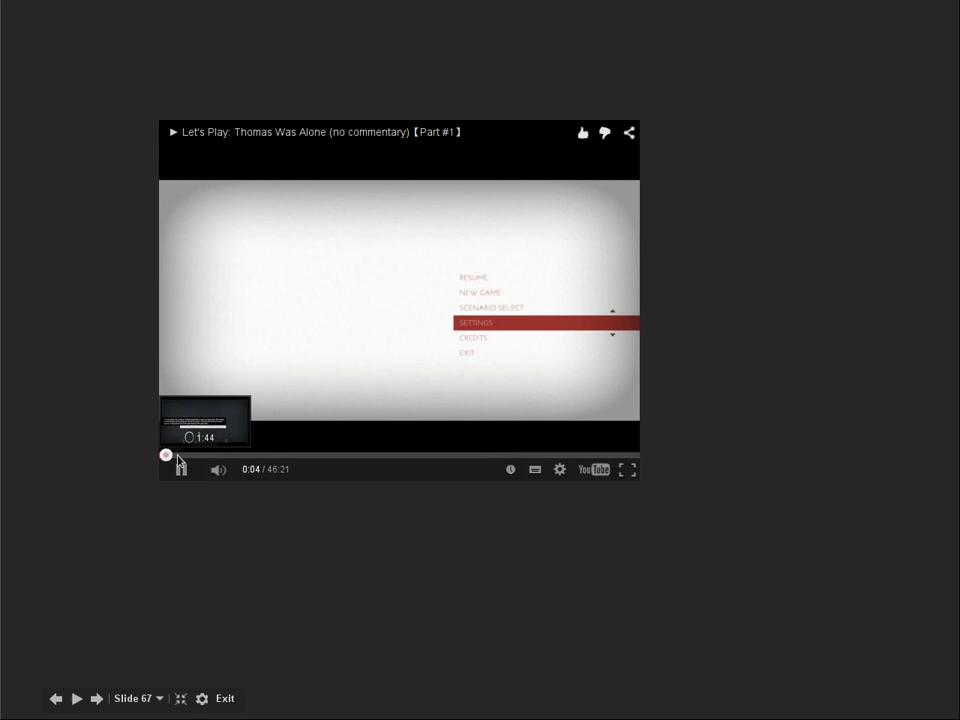 Let's Play: Thomas Was Alone (no commentary)【Part #1】
RESUME
NEW GAME
SCENARIO SELECT
SETTINGS
CREDITS
EXIT
1:44
0:04 / 46:21
YouTube
Slide 67
Exit